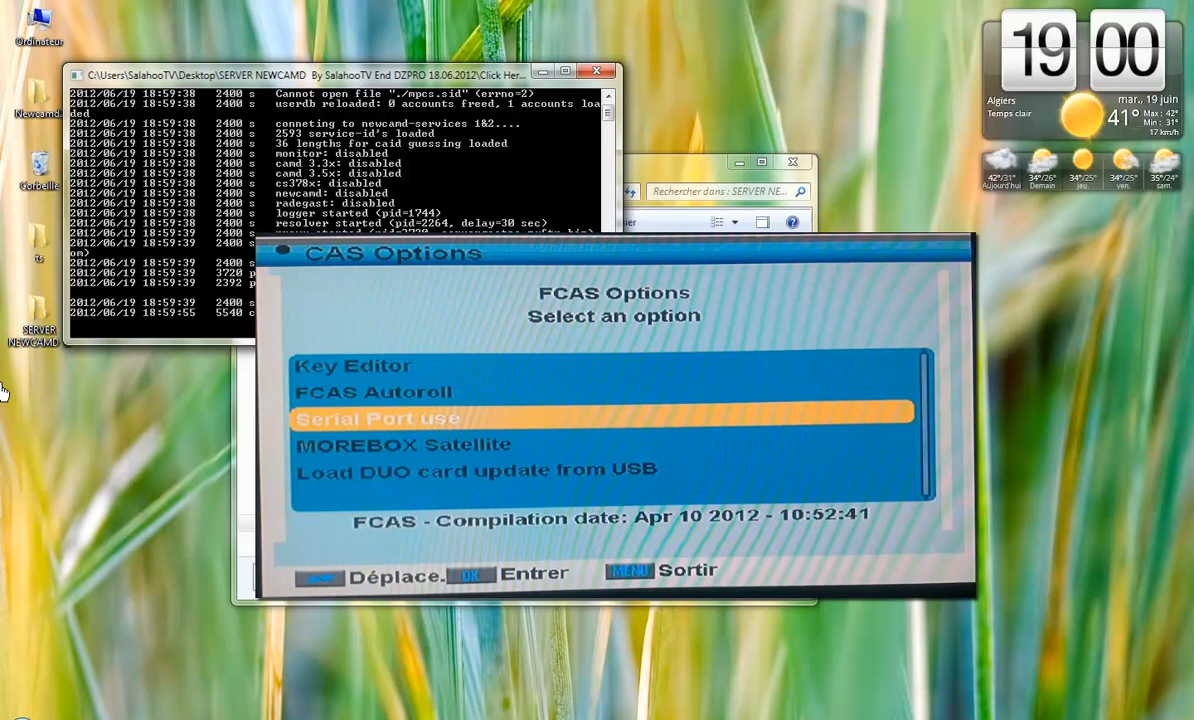 Ordinateur
Newcamd
Corbeille
ts
SERVER
NEWCAMD
C:\Users\SalahooTV\Desktop\SERVER NEWCAMD By SalahooTV End DZPRO 18.06.2012\Click Her...
2012/06/19 18:59:38 2400 s Cannot open file "./mpcs.sid" (errno=2)
2012/06/19 18:59:38 2400 s userdb reloaded: 0 accounts freed, 1 accounts loa
ded
2012/06/19 18:59:38 2400 s conneting to newcamd-services 1&2....
2012/06/19 18:59:38 2400 s 2593 service-id's loaded
2012/06/19 18:59:38 2400 s 36 lengths for caid guessing loaded
2012/06/19 18:59:38 2400 s monitor: disabled
2012/06/19 18:59:38 2400 s camd 3.3x: disabled
2012/06/19 18:59:38 2400 s camd 3.5x: disabled
2012/06/19 18:59:38 2400 s cs378x: disabled
2012/06/19 18:59:38 2400 s newcamd: disabled
2012/06/19 18:59:38 2400 s radegast: disabled
2012/06/19 18:59:38 2400 s logger started (pid=1744)
2012/06/19 18:59:38 2400 s resolver started (pid=2264, delay=30 sec)
2012/06/19 18:59:39 2400 s
om)
2012/06/19 18:59:39 2400 s
2012/06/19 18:59:39 3720 p
2012/06/19 18:59:39 2392 p
2012/06/19 18:59:39 2400 s
2012/06/19 18:59:55 5540 c
Rechercher dans : SERVER NE...
ier
19 00
Algiers
Temps clair
mar., 19 juin
41°
Max : 42°
Min : 31°
17 km/h
42°/31° 34°/26° 34°/25° 34°/25° 35°/24°
Aujourd'hui Demain jeu. ven. sam.
CAS Options
FCAS Options
Select an option
Key Editor
FCAS Autoroll
Serial Port use
MOREBOX Satellite
Load DUO card update from USB
FCAS - Compilation date: Apr 10 2012 - 10:52:41
Déplace. OK Entrer MENU Sortir